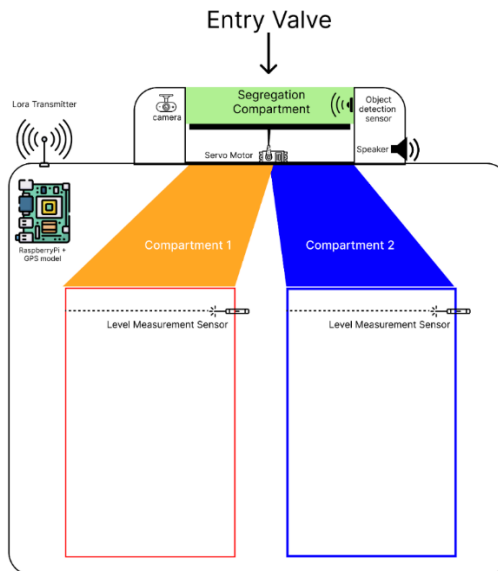 Entry Valve
Lora Transmitter
camera
Segregation
Compartment
Object
detection
sensor
Servo Motor
Speaker
RaspberryPi +
GPS model
Compartment 1
Compartment 2
Level Measurement Sensor
Level Measurement Sensor